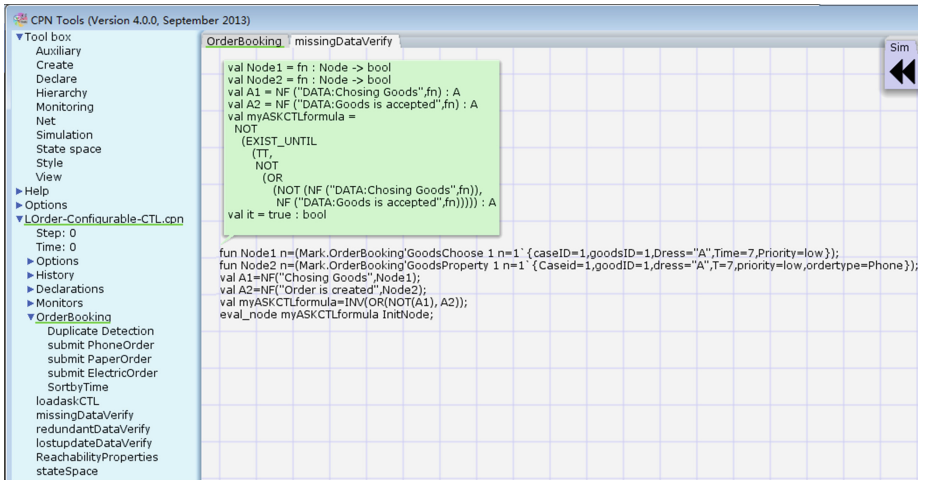 CPN Tools (Version 4.0.0, September 2013)
Tool box
Auxiliary
Create
Declare
Hierarchy
Monitoring
Net
Simulation
State space
Style
View
Help
Options
LOrder-Configurable-CTL.cpn
Step: 0
Time: 0
Options
History
Declarations
Monitors
OrderBooking
Duplicate Detection
submit PhoneOrder
submit PaperOrder
submit ElectricOrder
SortbyTime
loadaskCTL
missingDataVerify
redundantDataVerify
lostupdateDataVerify
ReachabilityProperties
stateSpace
OrderBooking
missingDataVerify
val Node1 = fn : Node -> bool
val Node2 = fn : Node -> bool
val A1 = NF ("DATA:Chosing Goods",fn) : A
val A2 = NF ("DATA:Goods is accepted",fn) : A
val myASKCTLformula =
NOT
(EXIST_UNTIL
(TT,
NOT
(OR
(NOT (NF ("DATA:Chosing Goods",fn)),
NF ("DATA:Goods is accepted",fn))))) : A
val it = true : bool
fun Node1 n=(Mark.OrderBooking'GoodsChoose 1 n=1`{caseID=1,goodsID=1,Dress="A",Time=7,Priority=low});
fun Node2 n=(Mark.OrderBooking'GoodsProperty 1 n=1`{Caseid=1,goodID=1,dress="A",T=7,priority=low,ordertype=Phone});
val A1=NF("Chosing Goods",Node1);
val A2=NF("Order is created",Node2);
val myASKCTLformula=INV(OR(NOT(A1), A2));
eval_node myASKCTLformula InitNode;
Sim